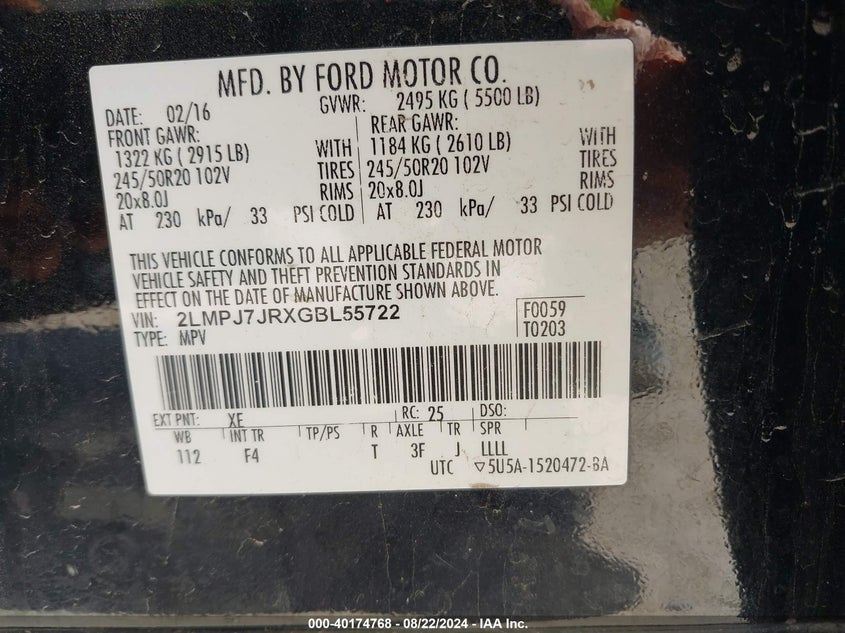 MFD. BY FORD MOTOR CO.
DATE: 02/16 GVWR: 2495 KG ( 5500 LB)
FRONT GAWR: REAR GAWR:
1322 KG ( 2915 LB) WITH 1184 KG ( 2610 LB) WITH
245/50R20 102V TIRES 245/50R20 102V TIRES
20x8.0J RIMS 20x8.0J RIMS
AT 230 kPa/ 33 PSI COLD AT 230 kPa/ 33 PSI COLD
THIS VEHICLE CONFORMS TO ALL APPLICABLE FEDERAL MOTOR
VEHICLE SAFETY AND THEFT PREVENTION STANDARDS IN
EFFECT ON THE DATE OF MANUFACTURE SHOWN ABOVE.
VIN: 2LMPJ7JRXGBL55722 F0059
TYPE: MPV T0203
EXT PNT: XE RC: 25 DSO:
WB INT TR TP/PS R AXLE TR SPR
112 F4 T 3F J LLLL
UTC ▽5U5A-1520472-BA
000-40174768 - 08/22/2024 - IAA Inc.